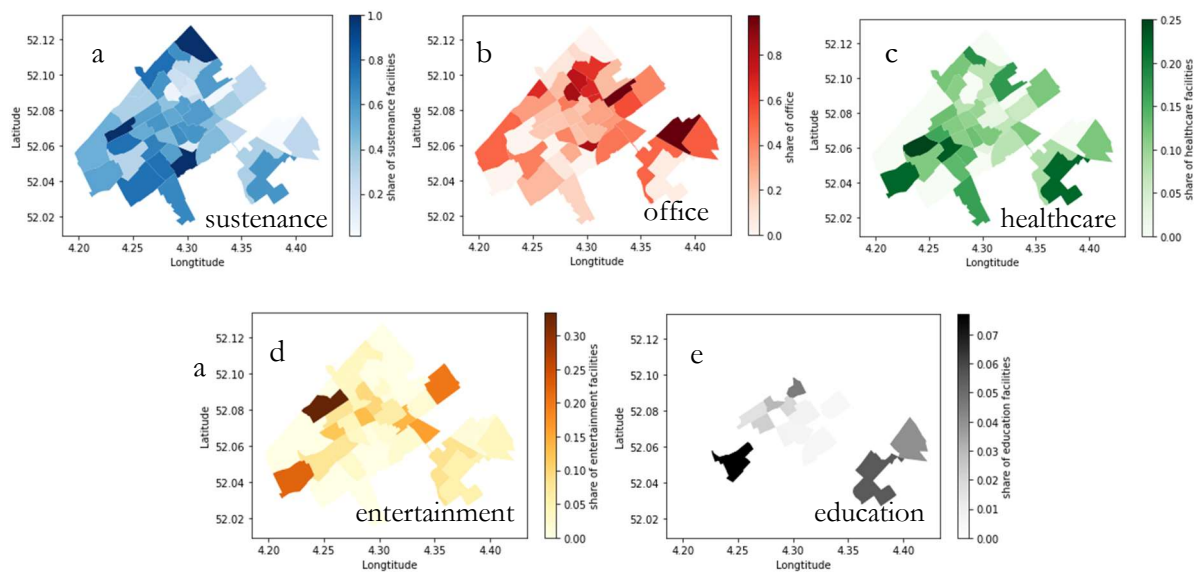 a
sustenance
52.12
52.10
52.08
52.06
52.04
52.02
4.20 4.25 4.30 4.35 4.40
Longtitude
Latitude
1.0
0.8
0.6
0.4
0.2
share of sustenance facilities
b
office
52.12
52.10
52.08
52.06
52.04
52.02
4.20 4.25 4.30 4.35 4.40
Longtitude
Latitude
0.8
0.6
0.4
0.2
0.0
share of office
c
healthcare
52.12
52.10
52.08
52.06
52.04
52.02
4.20 4.25 4.30 4.35 4.40
Longtitude
Latitude
0.25
0.20
0.15
0.10
0.05
0.00
share of healthcare facilities
a
d
entertainment
52.12
52.10
52.08
52.06
52.04
52.02
4.20 4.25 4.30 4.35 4.40
Longtitude
Latitude
0.30
0.25
0.20
0.15
0.10
0.05
0.00
share of entertainment facilities
e
education
52.12
52.10
52.08
52.06
52.04
52.02
4.20 4.25 4.30 4.35 4.40
Longtitude
Latitude
0.07
0.06
0.05
0.04
0.03
0.02
0.01
0.00
share of education facilities